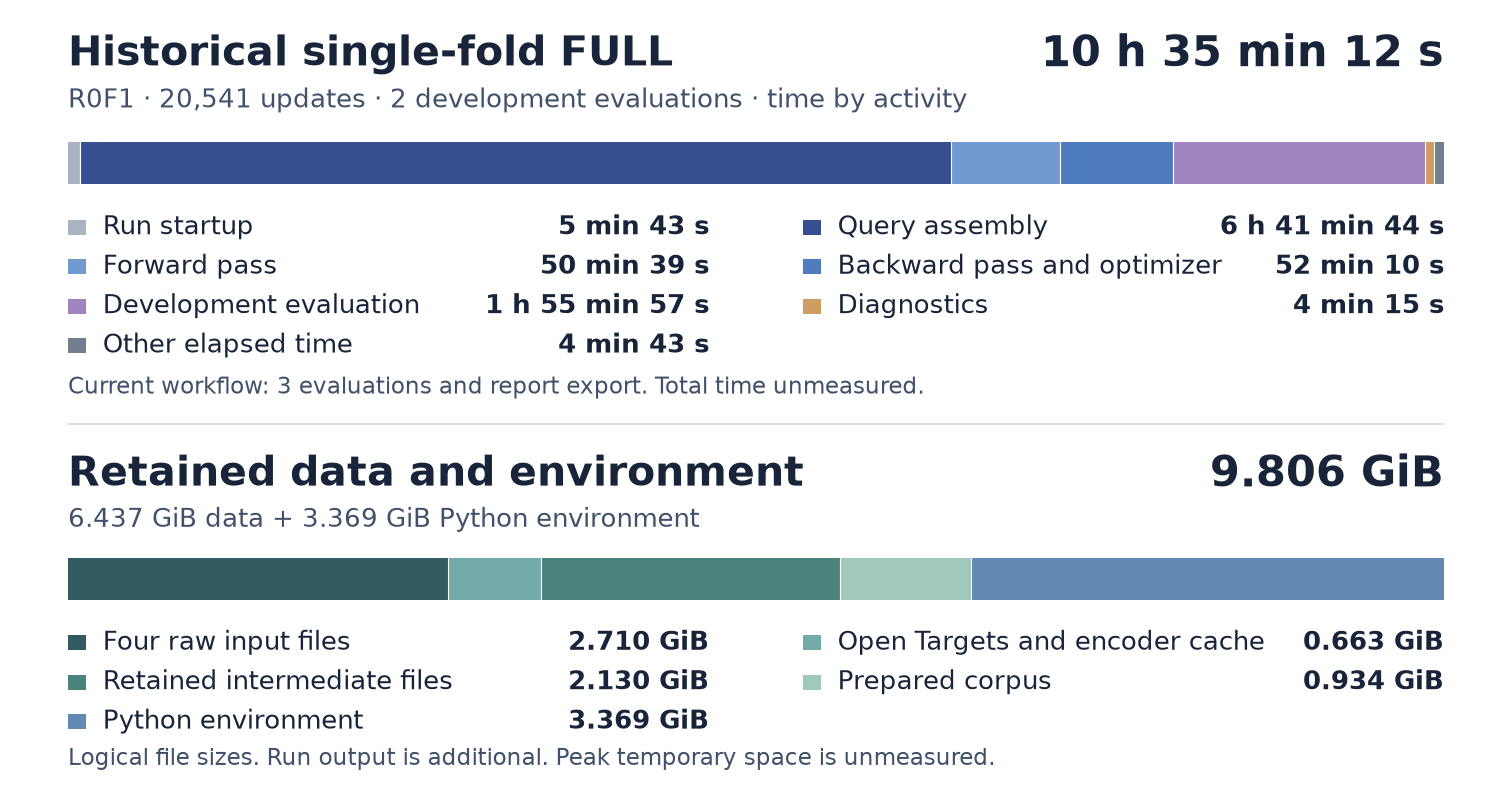 Historical single-fold FULL 10 h 35 min 12 s
R0F1 · 20,541 updates · 2 development evaluations · time by activity
Run startup 5 min 43 s Query assembly 6 h 41 min 44 s
Forward pass 50 min 39 s Backward pass and optimizer 52 min 10 s
Development evaluation 1 h 55 min 57 s Diagnostics 4 min 15 s
Other elapsed time 4 min 43 s
Current workflow: 3 evaluations and report export. Total time unmeasured.
Retained data and environment 9.806 GiB
6.437 GiB data + 3.369 GiB Python environment
Four raw input files 2.710 GiB Open Targets and encoder cache 0.663 GiB
Retained intermediate files 2.130 GiB Prepared corpus 0.934 GiB
Python environment 3.369 GiB
Logical file sizes. Run output is additional. Peak temporary space is unmeasured.